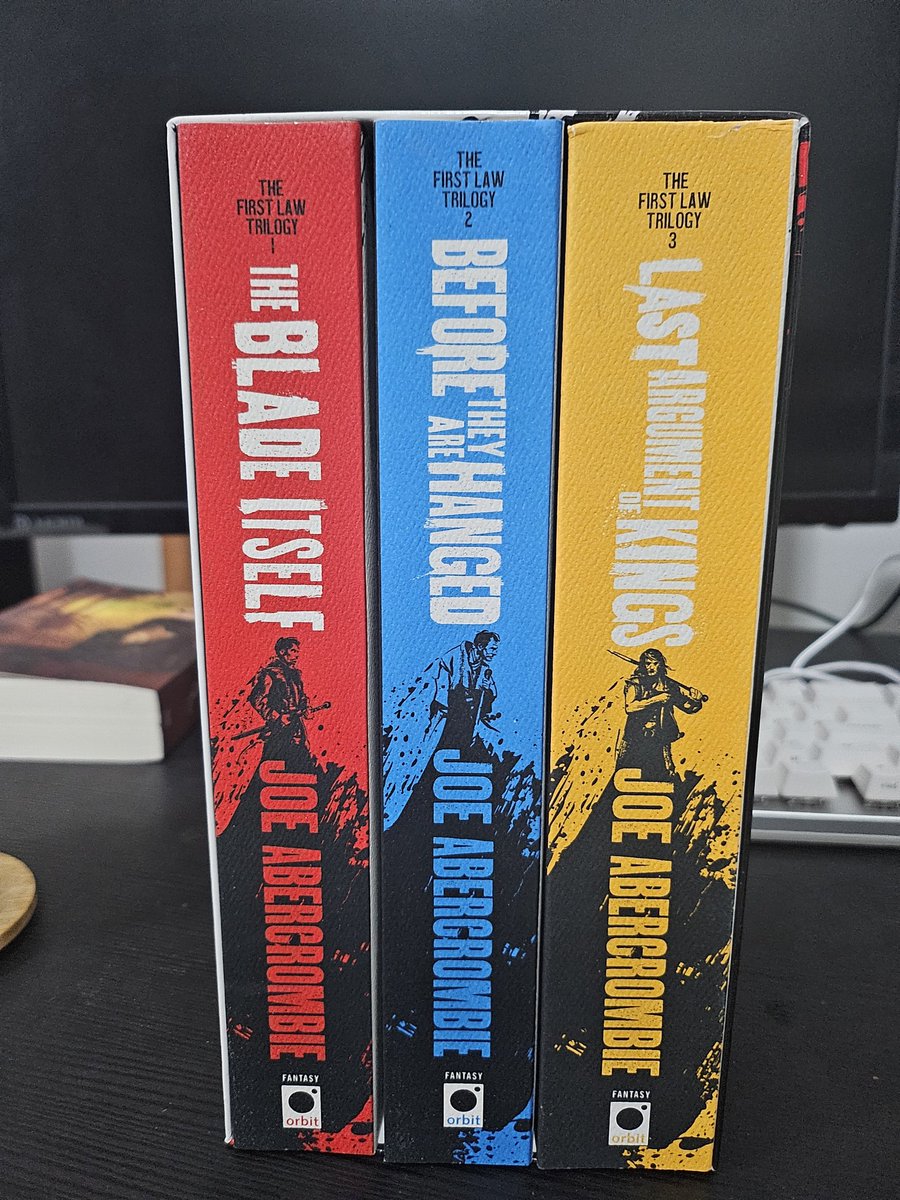 THE
FIRST LAW
TRILOGY
1
THE BLADE ITSELF
JOE ABERCROMBIE
FANTASY
orbit
THE
FIRST LAW
TRILOGY
2
BEFORE THEY
ARE HANGED
JOE ABERCROMBIE
FANTASY
orbit
THE
FIRST LAW
TRILOGY
3
LAST ARGUMENT
OF KINGS
JOE ABERCROMBIE
FANTASY
orbit